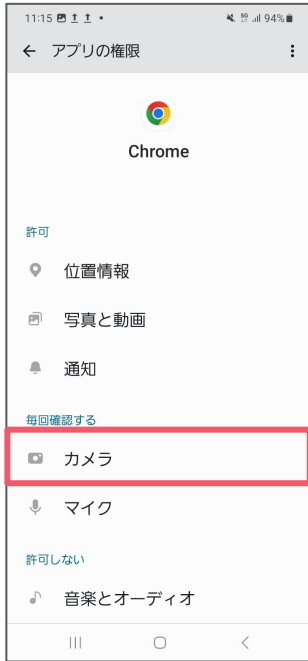 11:15 5G 94%
アプリの権限
Chrome
許可
位置情報
写真と動画
通知
毎回確認する
カメラ
マイク
許可しない
音楽とオーディオ